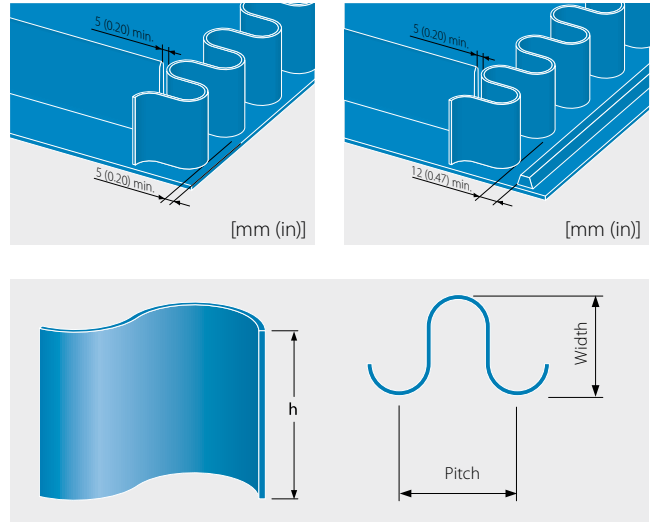 5 (0.20) min.
5 (0.20) min.
[mm (in)]
5 (0.20) min.
12 (0.47) min.
[mm (in)]
h
Width
Pitch